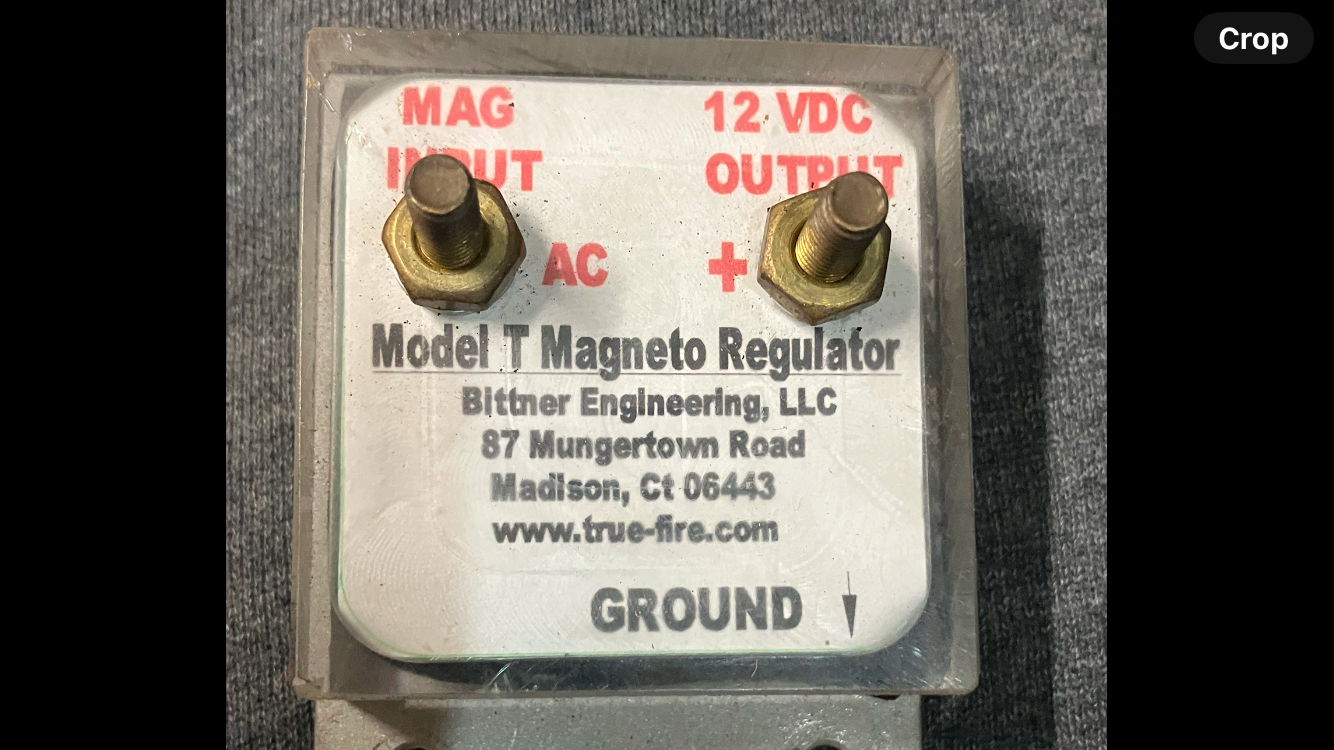 Crop
MAG
INPUT
12 VDC
OUTPUT
AC
+
Model T Magneto Regulator
Bittner Engineering, LLC
87 Mungertown Road
Madison, Ct 06443
www.true-fire.com
GROUND